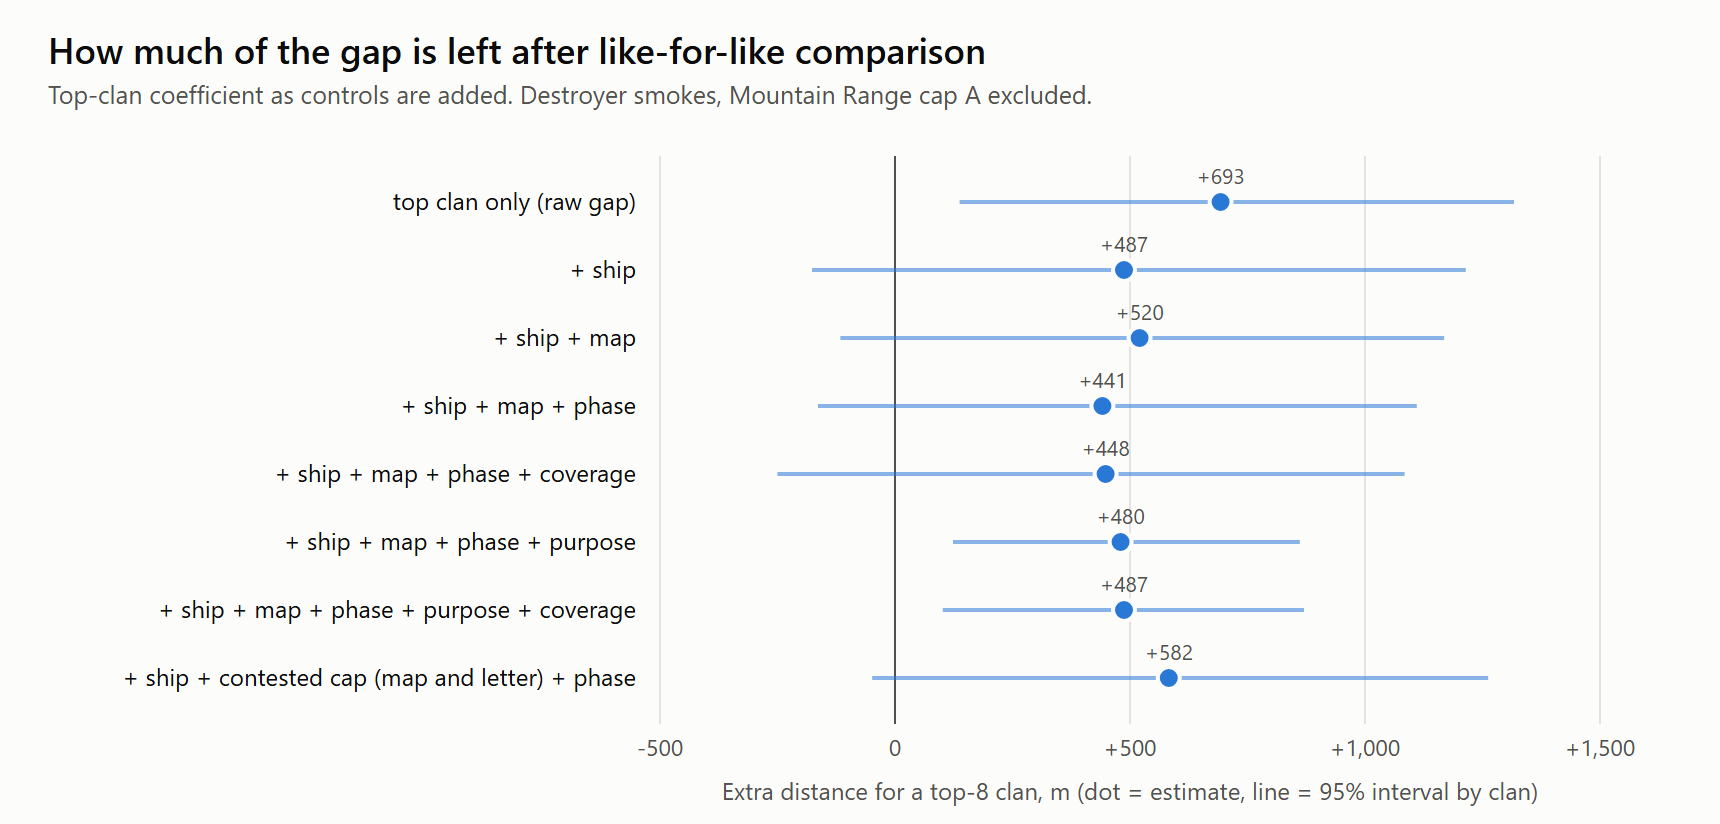 How much of the gap is left after like-for-like comparison
Top-clan coefficient as controls are added. Destroyer smokes, Mountain Range cap A excluded.
top clan only (raw gap)
+693
+ ship
+487
+ ship + map
+520
+ ship + map + phase
+441
+ ship + map + phase + coverage
+448
+ ship + map + phase + purpose
+480
+ ship + map + phase + purpose + coverage
+487
+ ship + contested cap (map and letter) + phase
+582
-500 0 +500 +1,000 +1,500
Extra distance for a top-8 clan, m (dot = estimate, line = 95% interval by clan)